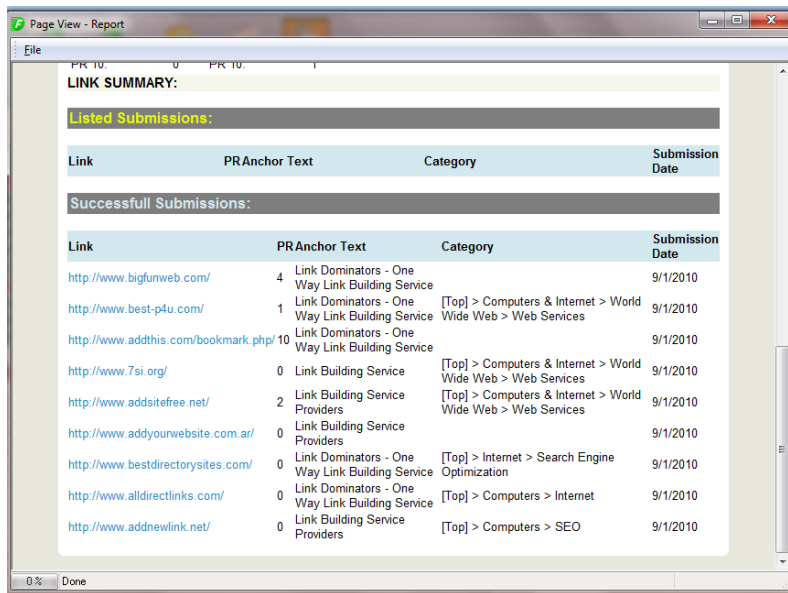 Page View - Report
File
PR 10: 0 PR 10: 1
LINK SUMMARY:
Listed Submissions:
Link PR Anchor Text Category Submission
Date
Successfull Submissions:
Link PR Anchor Text Category Submission
Date
http://www.bigfunweb.com/ 4 Link Dominators - One 9/1/2010
Way Link Building Service
http://www.best-p4u.com/ 1 Link Dominators - One [Top] > Computers & Internet > World 9/1/2010
Way Link Building Service Wide Web > Web Services
http://www.addthis.com/bookmark.php/ 10 Link Dominators - One 9/1/2010
Way Link Building Service
http://www.7si.org/ 0 Link Building Service [Top] > Computers & Internet > World 9/1/2010
Wide Web > Web Services
http://www.addsitefree.net/ 2 Link Building Service [Top] > Computers & Internet > World 9/1/2010
Providers Wide Web > Web Services
http://www.addyourwebsite.com.ar/ 0 Link Building Service 9/1/2010
Providers
http://www.bestdirectorysites.com/ 0 Link Dominators - One [Top] > Internet > Search Engine 9/1/2010
Way Link Building Service Optimization
http://www.alldirectlinks.com/ 0 Link Dominators - One [Top] > Computers > Internet 9/1/2010
Way Link Building Service
http://www.addnewlink.net/ 0 Link Building Service [Top] > Computers > SEO 9/1/2010
Providers
0 % Done